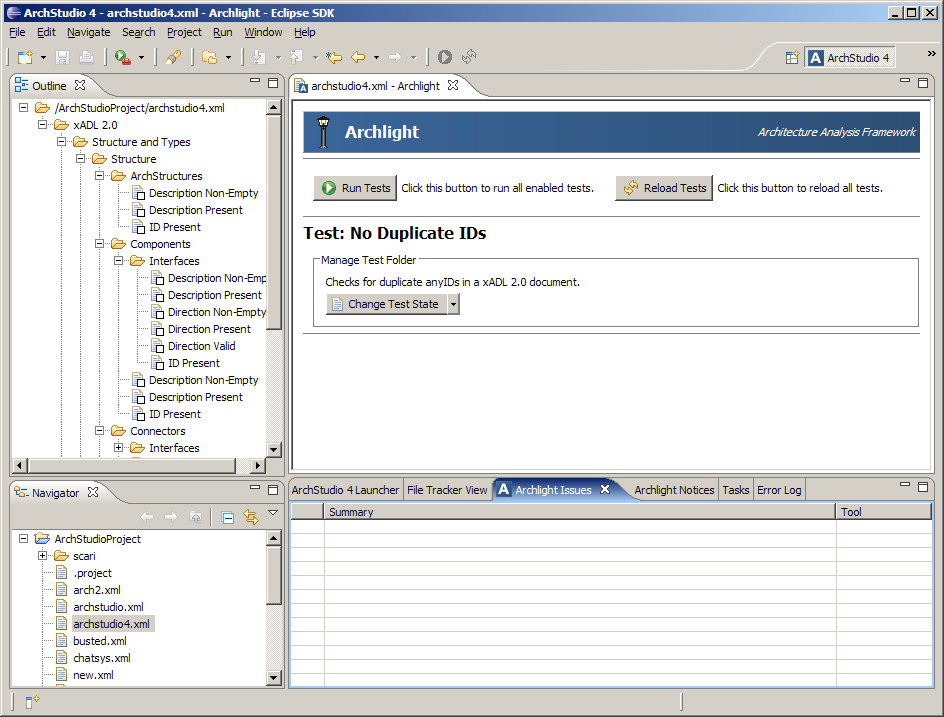 ArchStudio 4 - archstudio4.xml - Archlight - Eclipse SDK
File Edit Navigate Search Project Run Window Help
A ArchStudio 4 »
Outline
/ArchStudioProject/archstudio4.xml
xADL 2.0
Structure and Types
Structure
ArchStructures
Description Non-Empty
Description Present
ID Present
Components
Interfaces
Description Non-Emp
Description Present
Direction Non-Empty
Direction Present
Direction Valid
ID Present
Description Non-Empty
Description Present
ID Present
Connectors
Interfaces
archstudio4.xml - Archlight
Archlight
Architecture Analysis Framework
Run Tests Click this button to run all enabled tests. Reload Tests Click this button to reload all tests.
Test: No Duplicate IDs
Manage Test Folder
Checks for duplicate anyIDs in a xADL 2.0 document.
Change Test State
Navigator
ArchStudioProject
scari
.project
arch2.xml
archstudio.xml
archstudio4.xml
busted.xml
chatsys.xml
new.xml
ArchStudio 4 Launcher File Tracker View A Archlight Issues Archlight Notices Tasks Error Log
Summary Tool